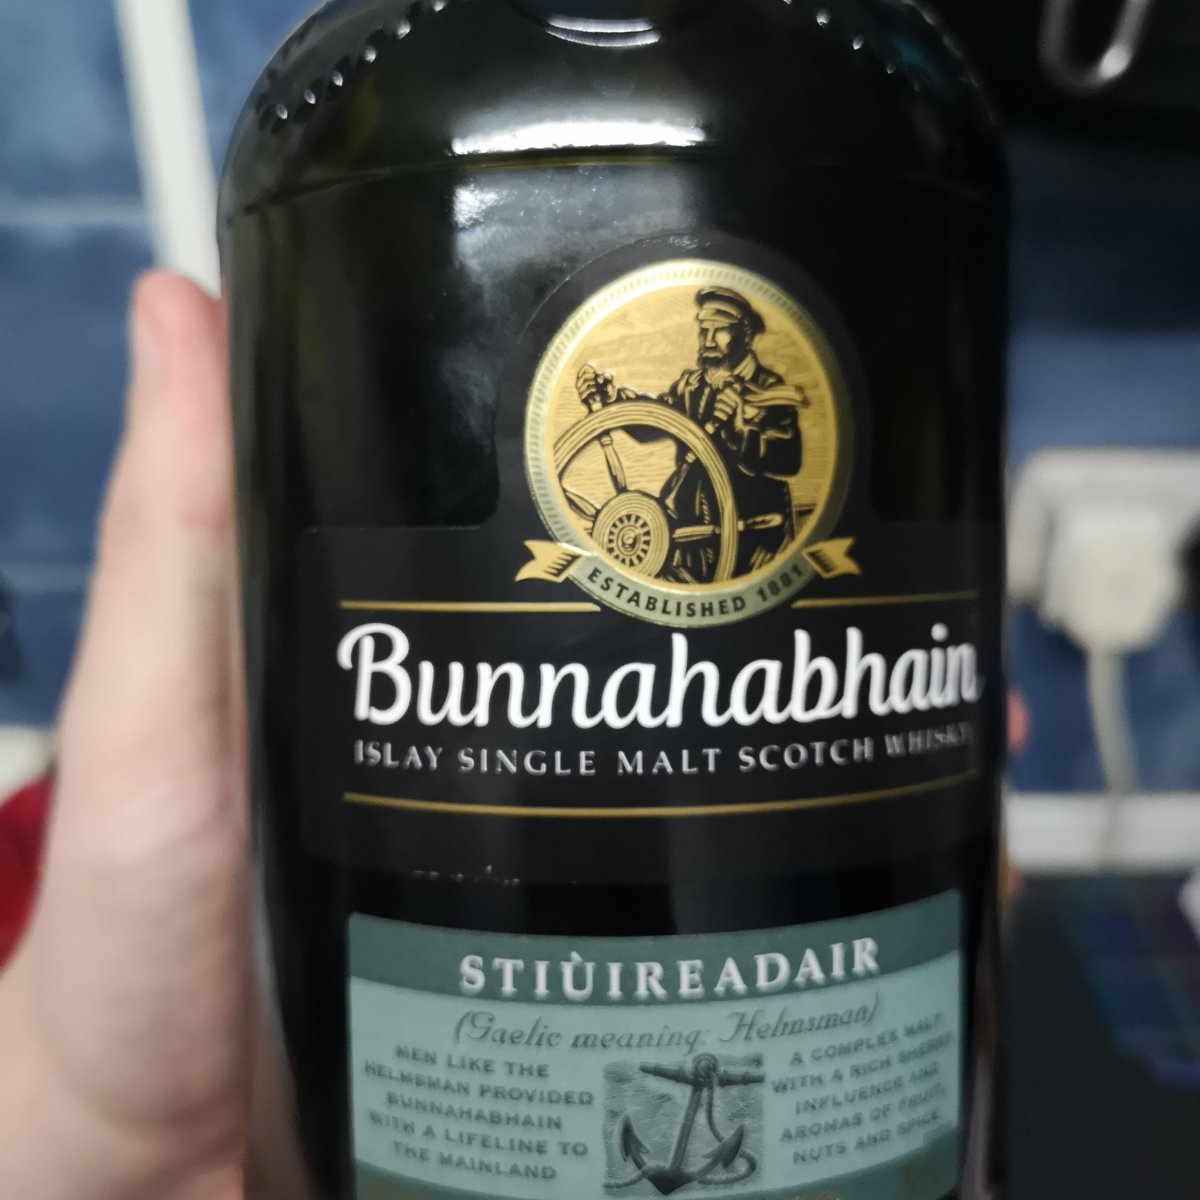 ESTABLISHED 1881
Bunnahabhain
ISLAY SINGLE MALT SCOTCH WHISKY
STIÙIREADAIR
(Gaelic meaning: Helmsman)
MEN LIKE THE
HELMSMAN PROVIDED
BUNNAHABHAIN
WITH A LIFELINE TO
THE MAINLAND
A COMPLEX MALT,
WITH A RICH SHERRY
INFLUENCE AND
AROMAS OF FRUIT,
NUTS AND SPICE